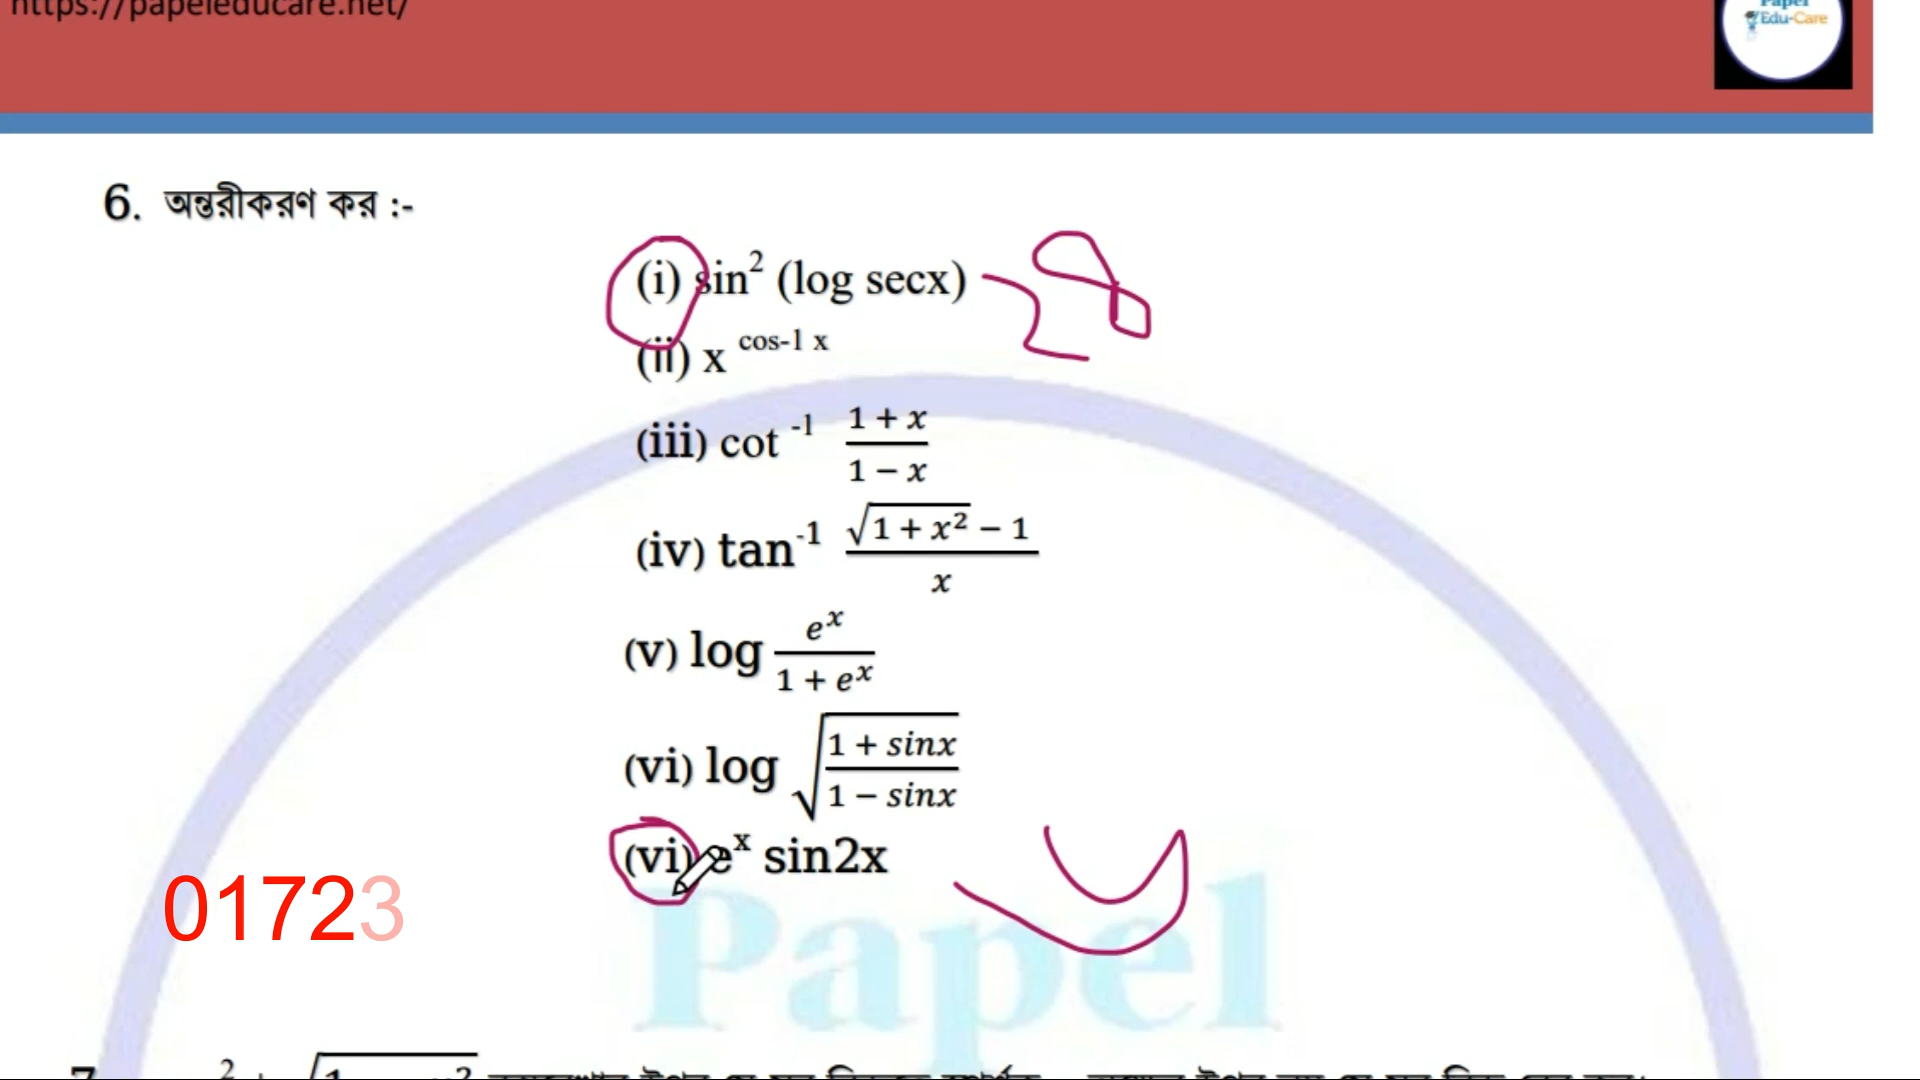 https://papeleducare.net/
Papel
Edu-Care
6. অন্তরীকরণ কর :-
(i) sin² (log secx)
(ii) x ^cos-1 x
(iii) cot ⁻¹ (1 + x)/(1 − x)
(iv) tan⁻¹ (√(1 + x²) − 1)/x
(v) log eˣ/(1 + eˣ)
(vi) log √((1 + sinx)/(1 − sinx))
(vi) eˣ sin2x
01723
Papel